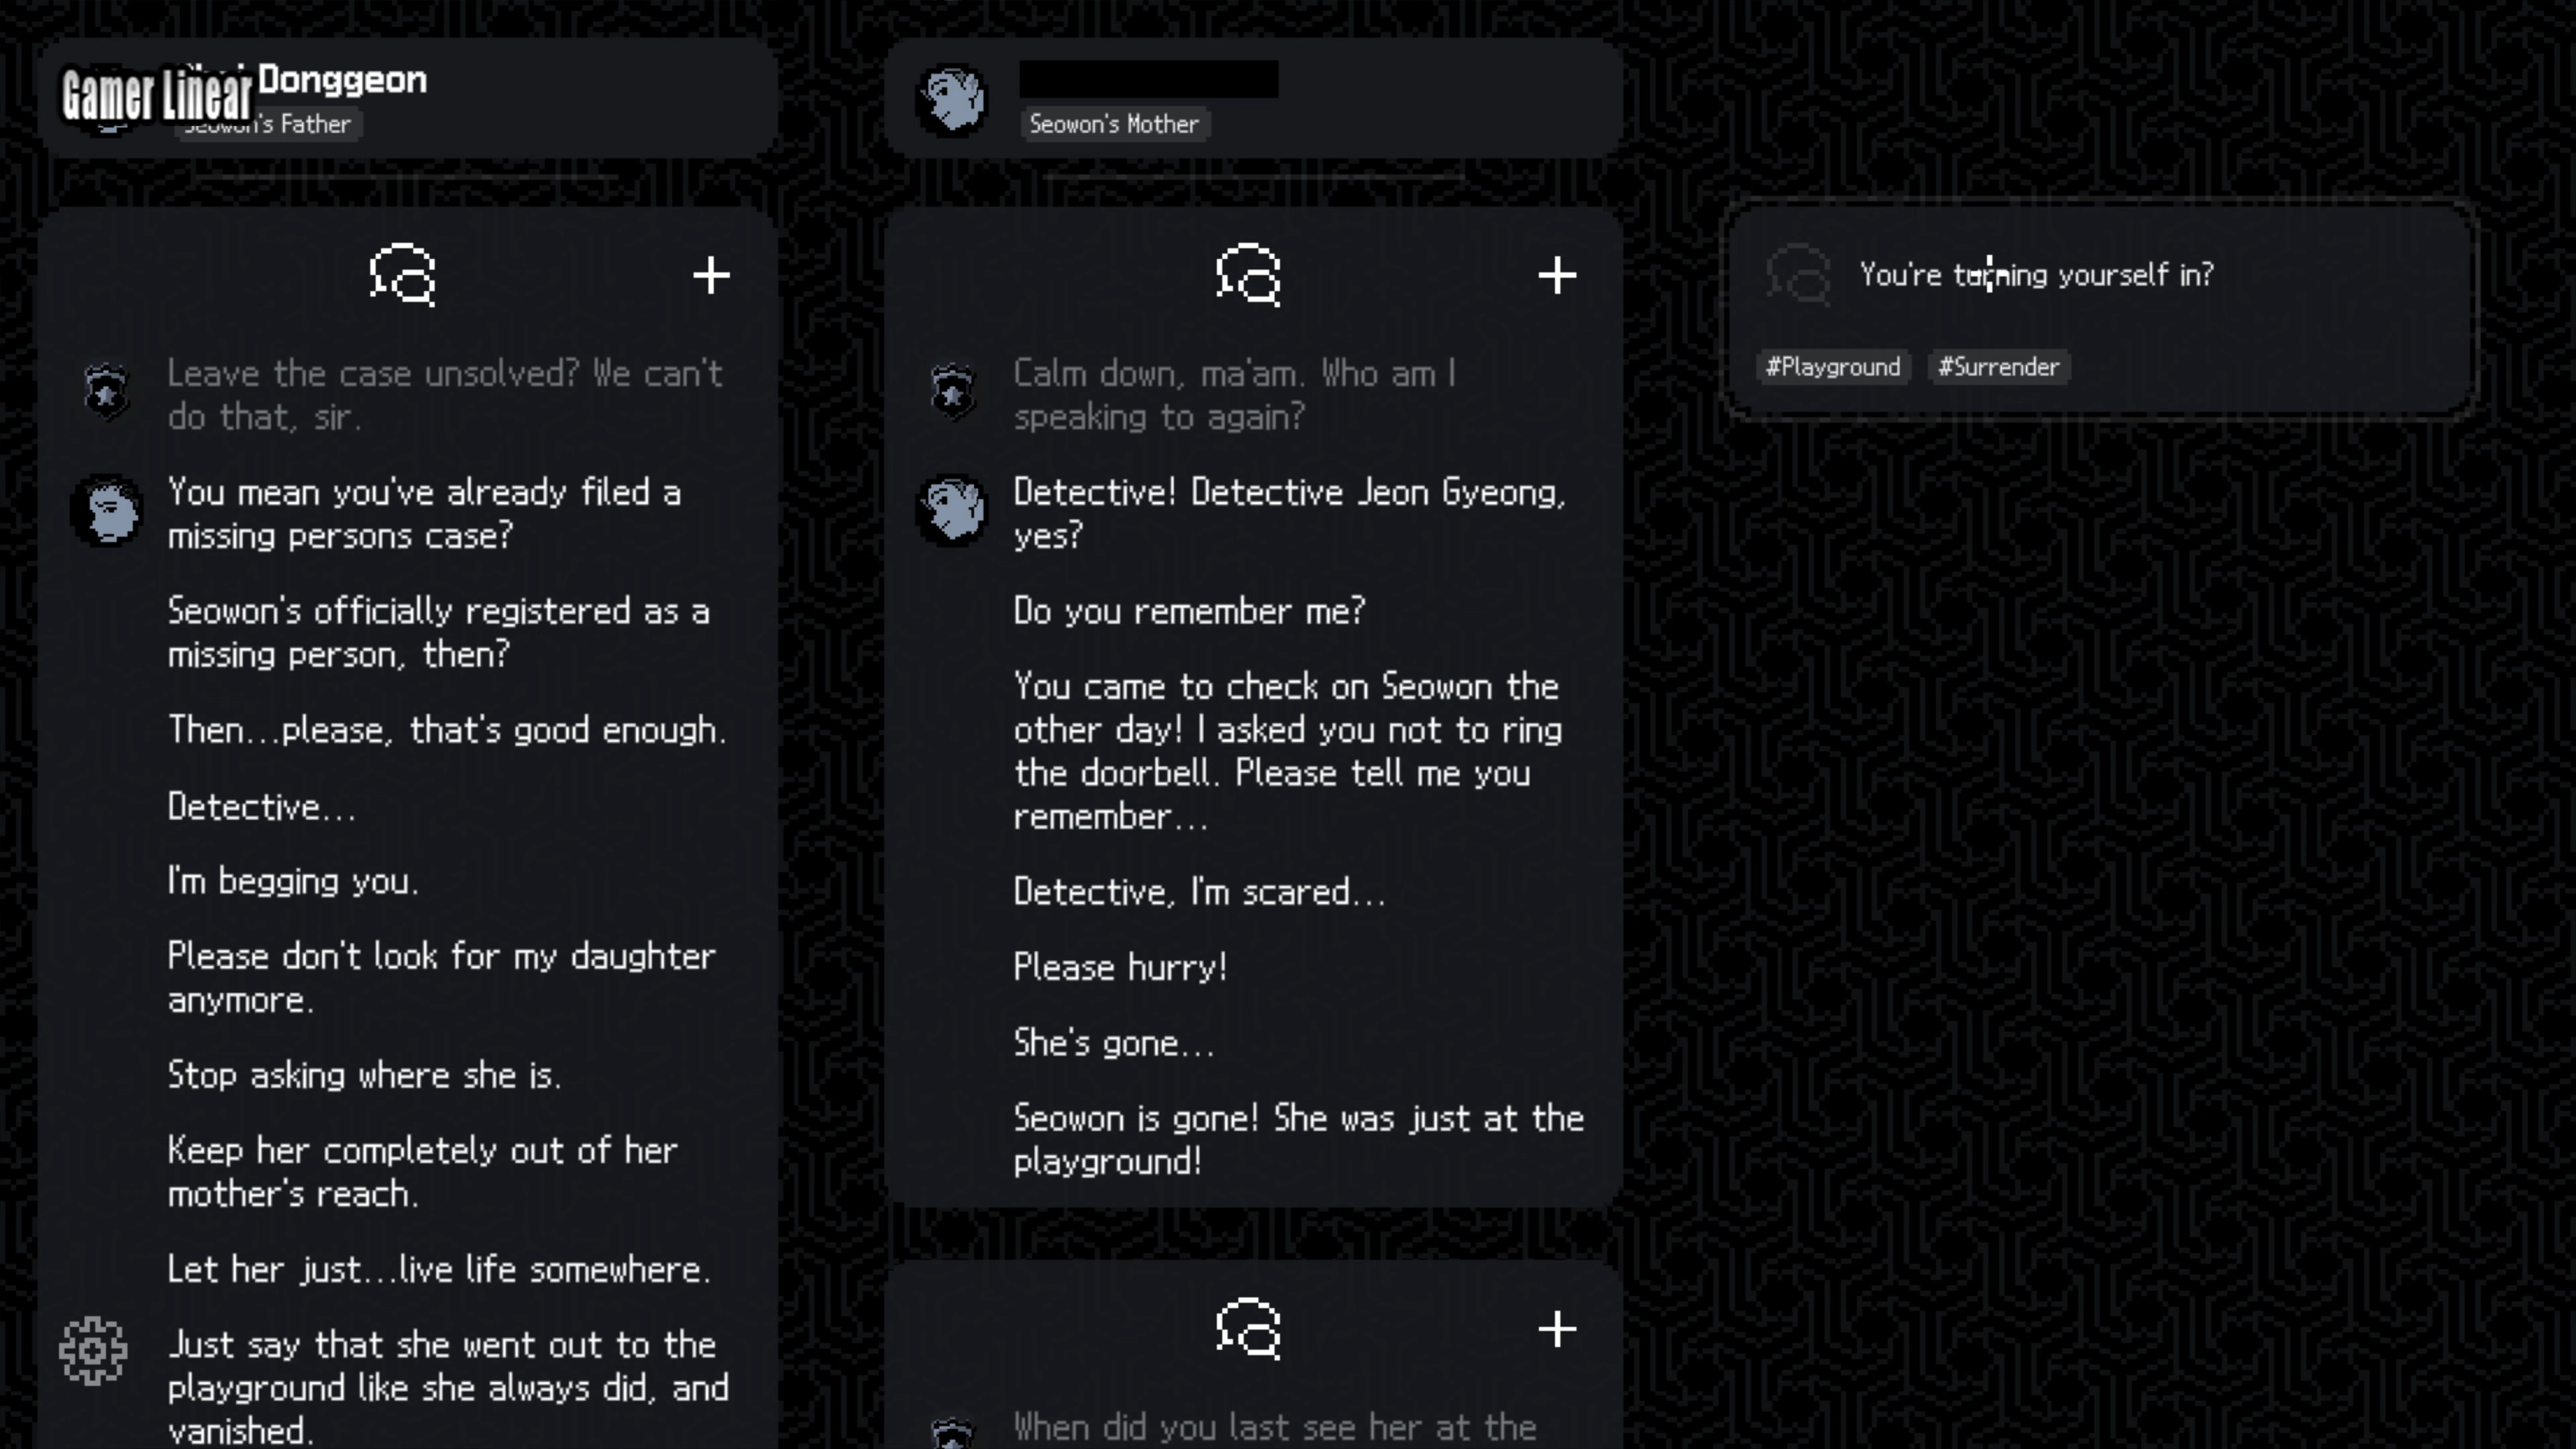 Gamer Linear
Donggeon
Seowon's Father
Leave the case unsolved? We can't
do that, sir.
You mean you've already filed a
missing persons case?
Seowon's officially registered as a
missing person, then?
Then...please, that's good enough.
Detective...
I'm begging you.
Please don't look for my daughter
anymore.
Stop asking where she is.
Keep her completely out of her
mother's reach.
Let her just...live life somewhere.
Just say that she went out to the
playground like she always did, and
vanished.
Seowon's Mother
Calm down, ma'am. Who am I
speaking to again?
Detective! Detective Jeon Gyeong,
yes?
Do you remember me?
You came to check on Seowon the
other day! I asked you not to ring
the doorbell. Please tell me you
remember...
Detective, I'm scared...
Please hurry!
She's gone...
Seowon is gone! She was just at the
playground!
When did you last see her at the
You're turning yourself in?
#Playground #Surrender